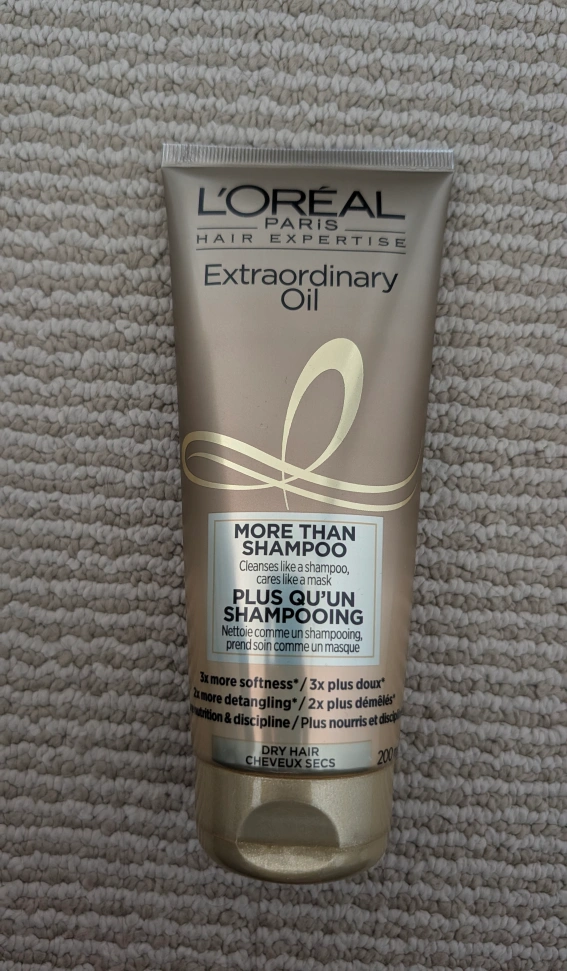 L'ORÉAL
PARIS
HAIR EXPERTISE
Extraordinary
Oil
MORE THAN
SHAMPOO
Cleanses like a shampoo,
cares like a mask
PLUS QU'UN
SHAMPOOING
Nettoie comme un shampooing,
prend soin comme un masque
3x more softness* / 3x plus doux*
2x more detangling* / 2x plus démêlés*
& discipline / Plus nourris et
DRY HAIR
CHEVEUX SECS
200